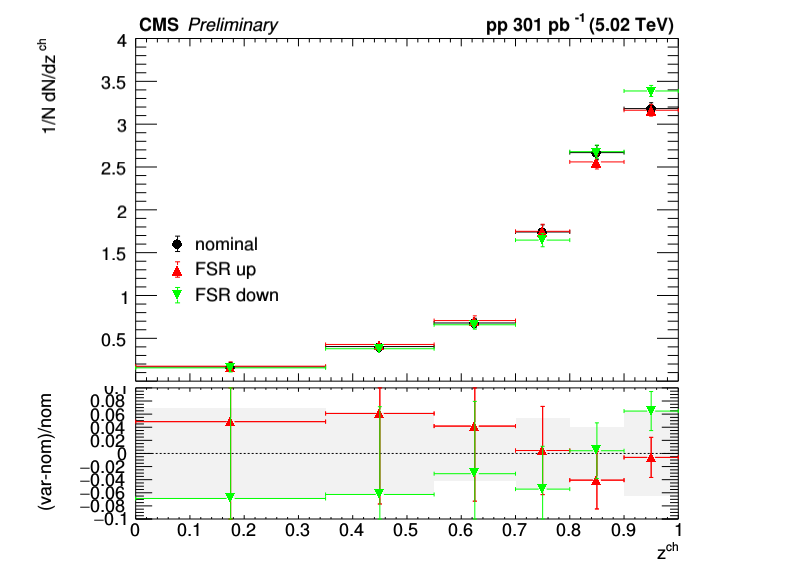 CMS Preliminary
pp 301 pb⁻¹ (5.02 TeV)
1/N dN/dz^ch
4
3.5
3
2.5
2
1.5
1
0.5
nominal
FSR up
FSR down
(var-nom)/nom
0.1
0.08
0.06
0.04
0.02
0
−0.02
−0.04
−0.06
−0.08
−0.1
0 0.1 0.2 0.3 0.4 0.5 0.6 0.7 0.8 0.9 1
z^ch